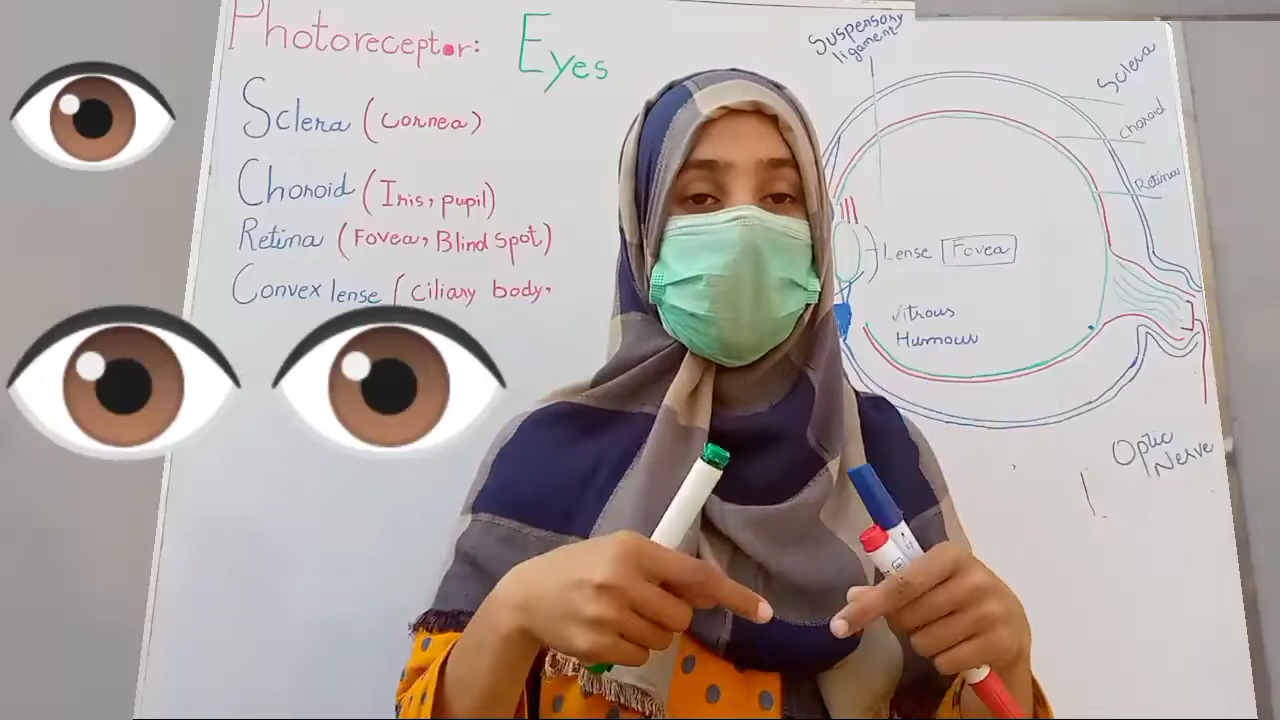 Photoreceptor: Eyes
Sclera (cornea)
Choroid (Iris, pupil)
Retina (Fovea, Blind spot)
Convex lense (ciliary body,
Suspensory
ligament
Sclera
Choroid
Retina
Lense Fovea
Vitrous
Humous
Optic
Nerve